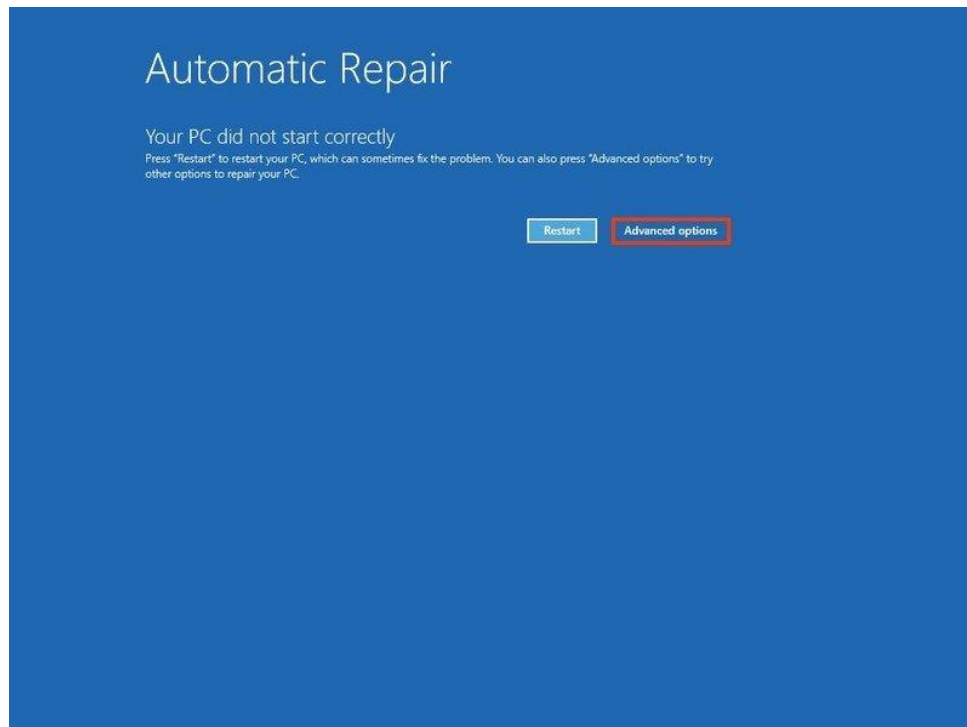 Automatic Repair
Your PC did not start correctly
Press "Restart" to restart your PC, which can sometimes fix the problem. You can also press "Advanced options" to try
other options to repair your PC.
Restart Advanced options